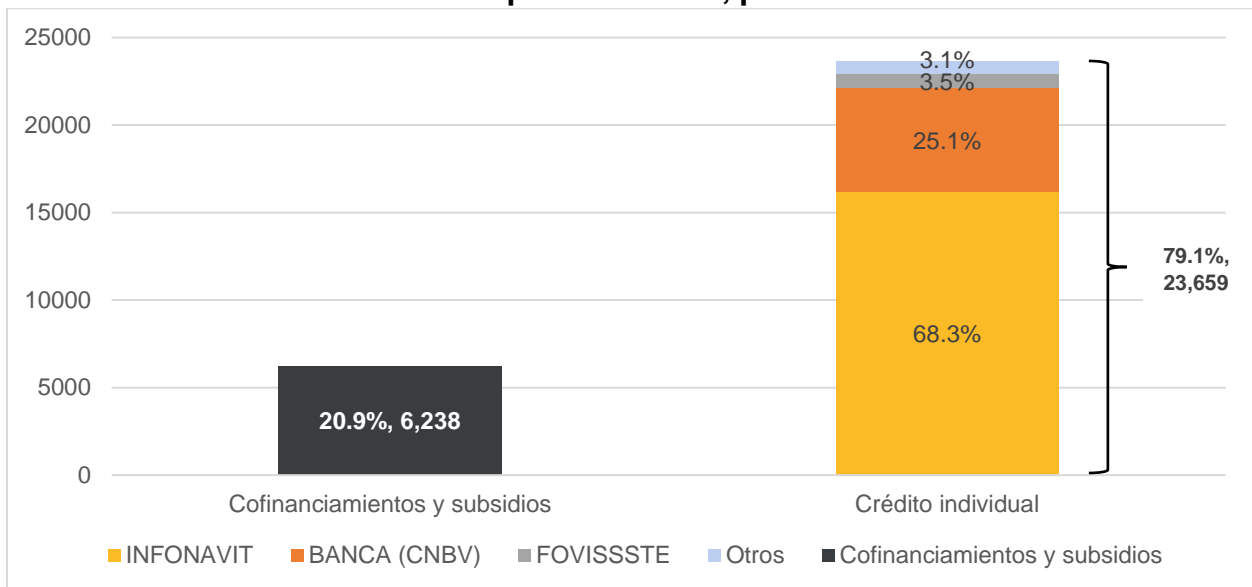 25000
20000
15000
10000
5000
0
3.1%
3.5%
25.1%
68.3%
79.1%,
23,659
20.9%, 6,238
Cofinanciamientos y subsidios
Crédito individual
INFONAVIT
BANCA (CNBV)
FOVISSSTE
Otros
Cofinanciamientos y subsidios